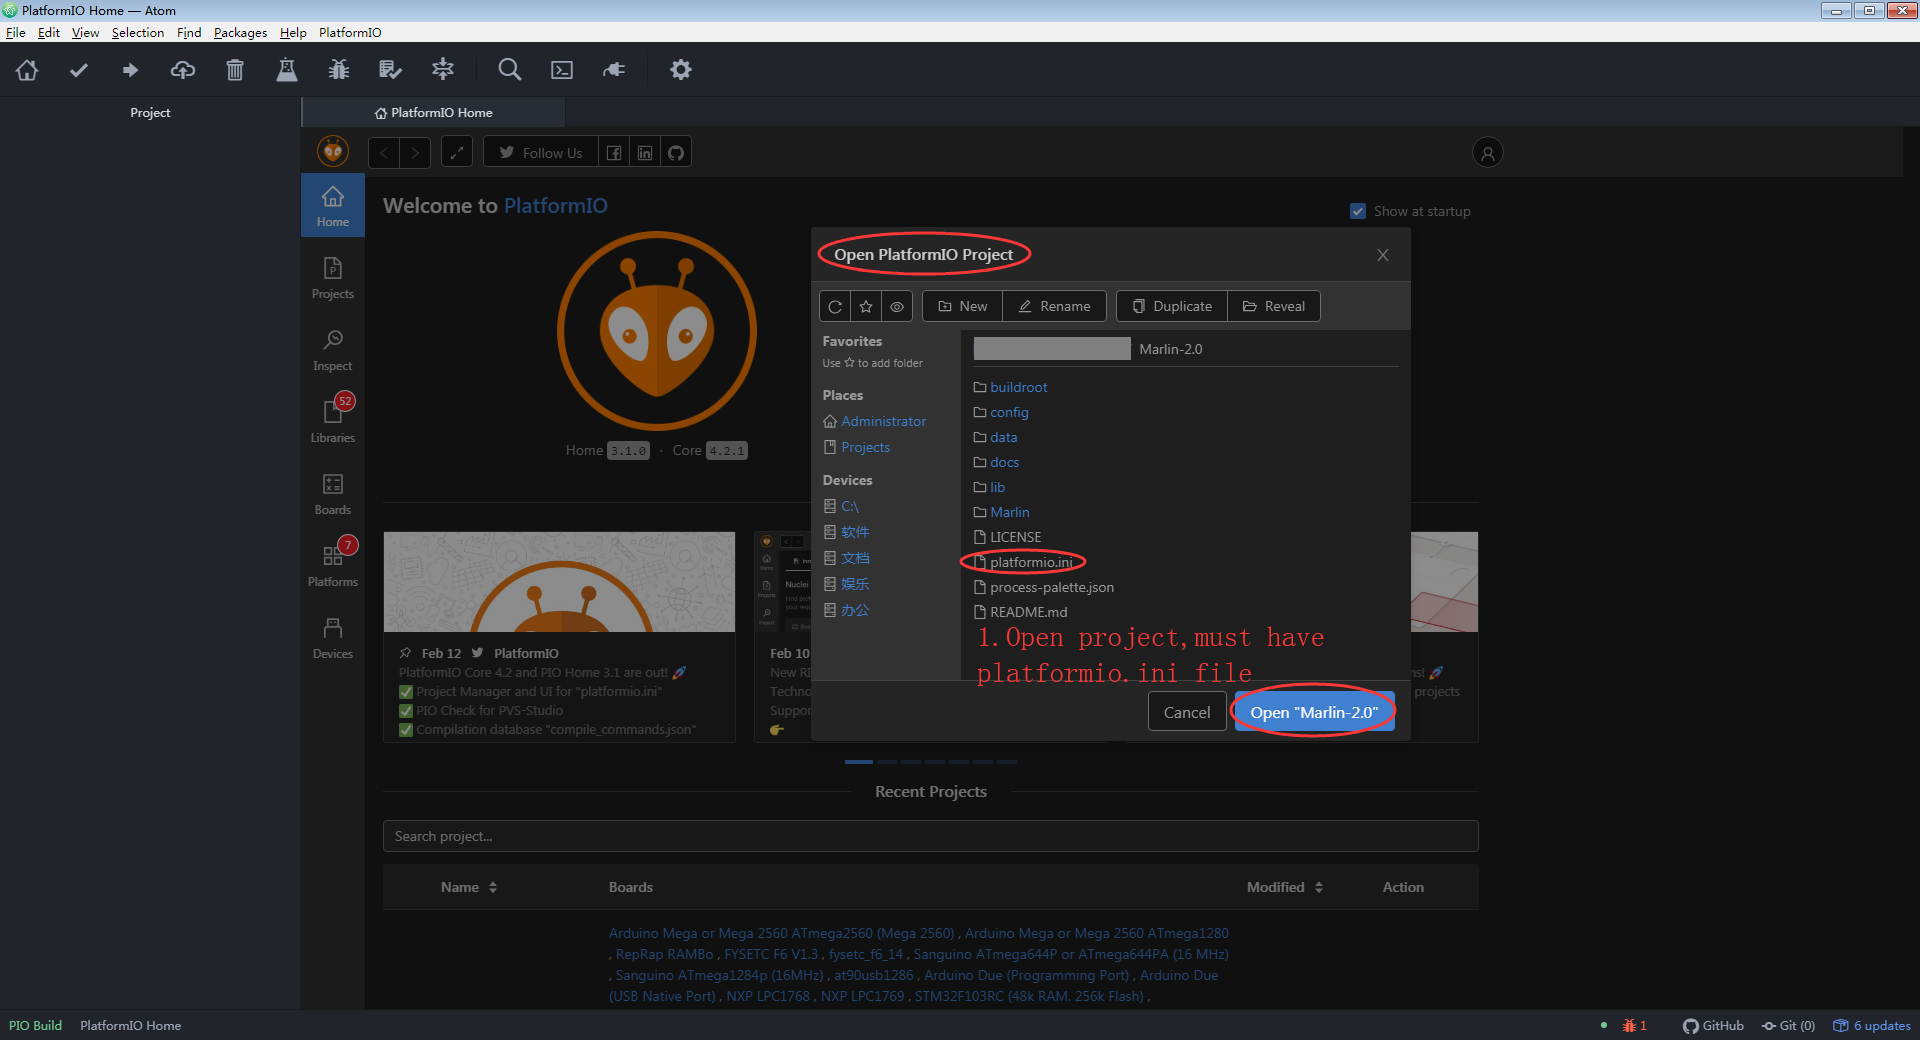 PlatformIO Home — Atom
File Edit View Selection Find Packages Help PlatformIO
Project
PlatformIO Home
Follow Us
Home
Projects
Inspect
52
Libraries
Boards
7
Platforms
Devices
Welcome to PlatformIO
Show at startup
Home 3.1.0 · Core 4.2.1
Open PlatformIO Project
New Rename Duplicate Reveal
Favorites
Use ☆ to add folder
Places
Administrator
Projects
Devices
C:\
软件
文档
娱乐
办公
Marlin-2.0
buildroot
config
data
docs
lib
Marlin
LICENSE
platformio.ini
process-palette.json
README.md
1.Open project,must have
platformio.ini file
Cancel Open "Marlin-2.0"
Feb 12 PlatformIO
PlatformIO Core 4.2 and PIO Home 3.1 are out! 🚀
✅ Project Manager and UI for "platformio.ini"
✅ PIO Check for PVS-Studio
✅ Compilation database "compile_commands.json"
Nuclei
Feb 10
New RI
Techno
Suppor
👉
ns! 🚀
projects
Recent Projects
Search project...
Name Boards Modified Action
Arduino Mega or Mega 2560 ATmega2560 (Mega 2560) , Arduino Mega or Mega 2560 ATmega1280
, RepRap RAMBo , FYSETC F6 V1.3 , fysetc_f6_14 , Sanguino ATmega644P or ATmega644PA (16 MHz)
, Sanguino ATmega1284p (16MHz) , at90usb1286 , Arduino Due (Programming Port) , Arduino Due
(USB Native Port) , NXP LPC1768 , NXP LPC1769 , STM32F103RC (48k RAM. 256k Flash) ,
PIO Build PlatformIO Home
1 GitHub Git (0) 6 updates